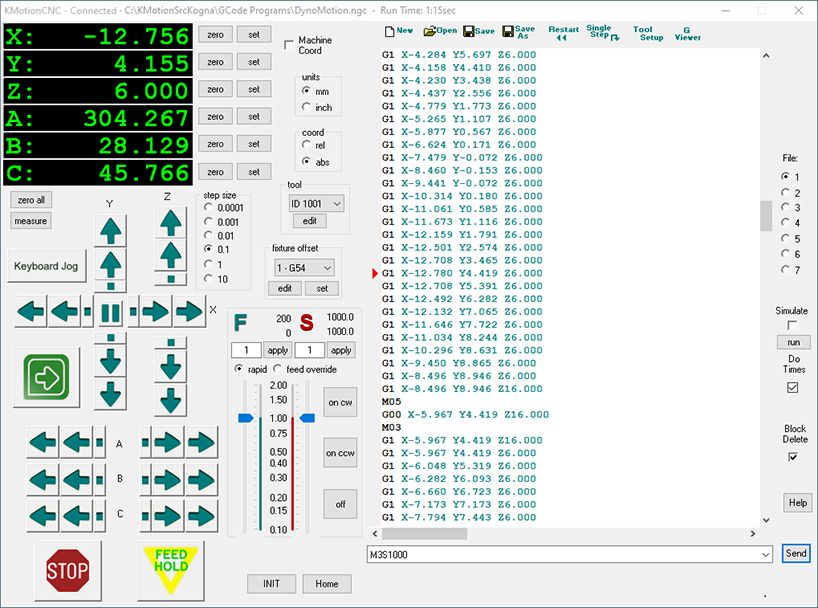 KMotionCNC - Connected - C:\KMotionSrcKogna\GCode Programs\DynoMotion.ngc - Run Time: 1:15sec
X: -12.756 zero set
Y: 4.155 zero set
Z: 6.000 zero set
A: 304.267 zero set
B: 28.129 zero set
C: 45.766 zero set
Machine
Coord
units
mm
inch
coord
rel
abs
zero all
measure
Y
Z
step size
0.0001
0.001
0.01
0.1
1
10
tool
ID 1001
edit
fixture offset
1 - G54
edit set
Keyboard Jog
X
F 200
0
S 1000.0
1000.0
1 apply 1 apply
rapid feed override
2.00
1.50
1.00
0.75
0.50
0.40
0.30
0.20
0.15
0.10
on cw
on ccw
off
A
B
C
STOP
FEED
HOLD
INIT Home
New Open Save Save
As
Restart Single
Step
Tool
Setup
G
Viewer
G1 X-4.284 Y5.697 Z6.000
G1 X-4.158 Y4.410 Z6.000
G1 X-4.230 Y3.438 Z6.000
G1 X-4.437 Y2.556 Z6.000
G1 X-4.779 Y1.773 Z6.000
G1 X-5.265 Y1.107 Z6.000
G1 X-5.877 Y0.567 Z6.000
G1 X-6.624 Y0.171 Z6.000
G1 X-7.479 Y-0.072 Z6.000
G1 X-8.460 Y-0.153 Z6.000
G1 X-9.441 Y-0.072 Z6.000
G1 X-10.314 Y0.180 Z6.000
G1 X-11.061 Y0.585 Z6.000
G1 X-11.673 Y1.116 Z6.000
G1 X-12.159 Y1.791 Z6.000
G1 X-12.501 Y2.574 Z6.000
G1 X-12.708 Y3.465 Z6.000
G1 X-12.780 Y4.419 Z6.000
G1 X-12.708 Y5.391 Z6.000
G1 X-12.492 Y6.282 Z6.000
G1 X-12.132 Y7.065 Z6.000
G1 X-11.646 Y7.722 Z6.000
G1 X-11.034 Y8.244 Z6.000
G1 X-10.296 Y8.631 Z6.000
G1 X-9.450 Y8.865 Z6.000
G1 X-8.496 Y8.946 Z6.000
G1 X-8.496 Y8.946 Z16.000
M05
G00 X-5.967 Y4.419 Z16.000
M03
G1 X-5.967 Y4.419 Z16.000
G1 X-5.967 Y4.419 Z6.000
G1 X-6.048 Y5.319 Z6.000
G1 X-6.282 Y6.093 Z6.000
G1 X-6.660 Y6.723 Z6.000
G1 X-7.173 Y7.173 Z6.000
G1 X-7.794 Y7.443 Z6.000
M3S1000
Send
File:
1
2
3
4
5
6
7
Simulate
run
Do
Times
Block
Delete
Help